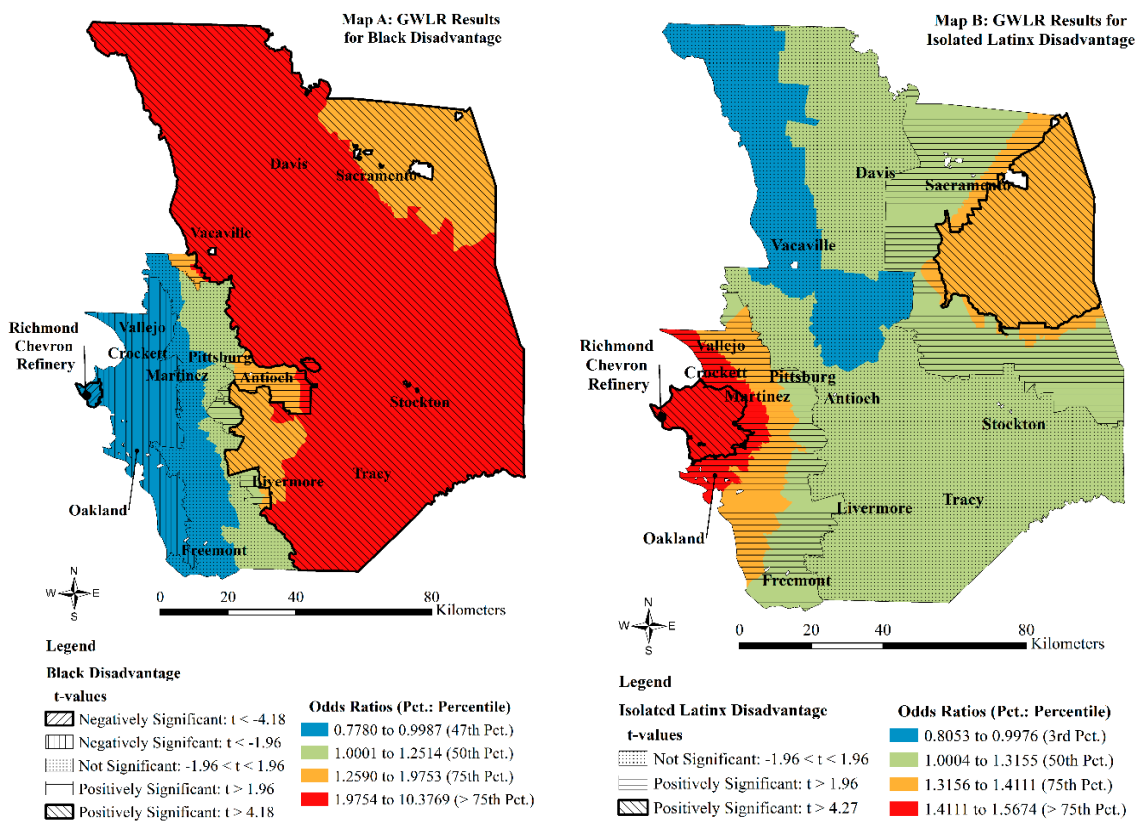 Map A: GWLR Results
for Black Disadvantage
Davis
Sacramento
Vacaville
Richmond
Chevron
Refinery
Vallejo
Crockett
Pittsburg
Martinez
Antioch
Stockton
Tracy
Livermore
Oakland
Freemont
N
W E
S
0 20 40 80
Kilometers
Legend
Black Disadvantage
t-values
Negatively Significant: t < -4.18
Negatively Signifcant: t < -1.96
Not Significant: -1.96 < t < 1.96
Positively Significant: t > 1.96
Positively Significant: t > 4.18
Odds Ratios (Pct.: Percentile)
0.7780 to 0.9987 (47th Pct.)
1.0001 to 1.2514 (50th Pct.)
1.2590 to 1.9753 (75th Pct.)
1.9754 to 10.3769 (> 75th Pct.)
Map B: GWLR Results for
Isolated Latinx Disadvantage
Davis
Sacramento
Vacaville
Richmond
Chevron
Refinery
Vallejo
Crockett
Pittsburg
Martinez
Antioch
Stockton
Tracy
Livermore
Oakland
Freemont
N
W E
S
0 20 40 80
Kilometers
Legend
Isolated Latinx Disadvantage
t-values
Not Significant: -1.96 < t < 1.96
Positively Significant: t > 1.96
Positively Significant: t > 4.27
Odds Ratios (Pct.: Percentile)
0.8053 to 0.9976 (3rd Pct.)
1.0004 to 1.3155 (50th Pct.)
1.3156 to 1.4111 (75th Pct.)
1.4111 to 1.5674 (> 75th Pct.)